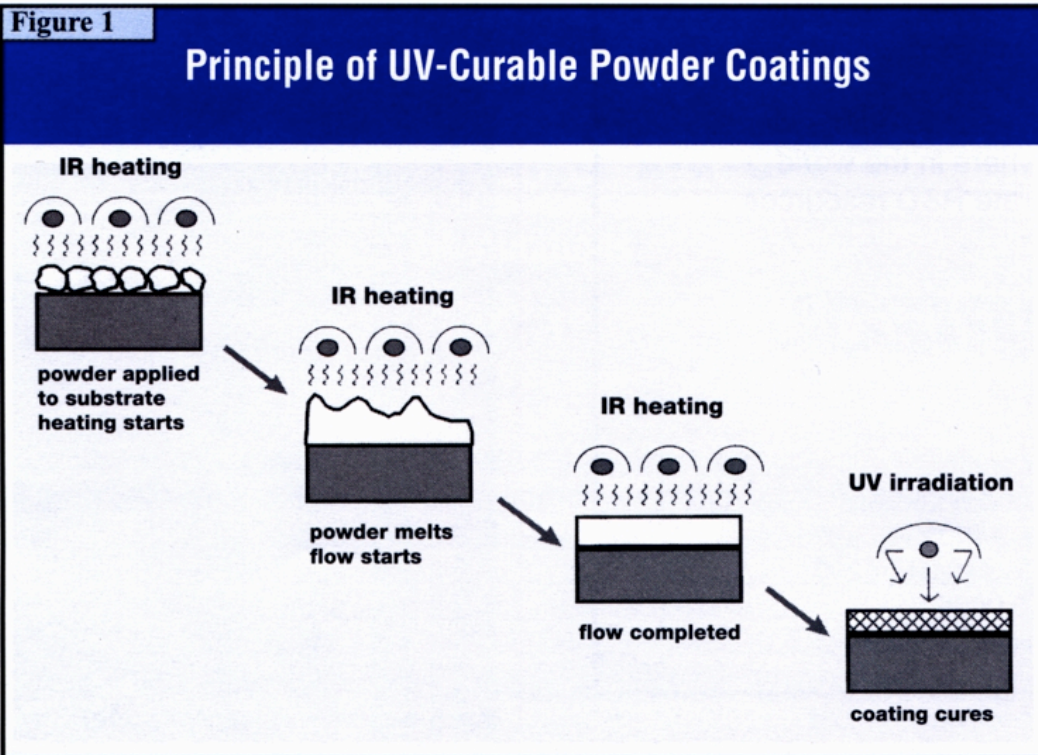 Figure 1
Principle of UV-Curable Powder Coatings
IR heating
powder applied
to substrate
heating starts
IR heating
powder melts
flow starts
IR heating
flow completed
UV irradiation
coating cures